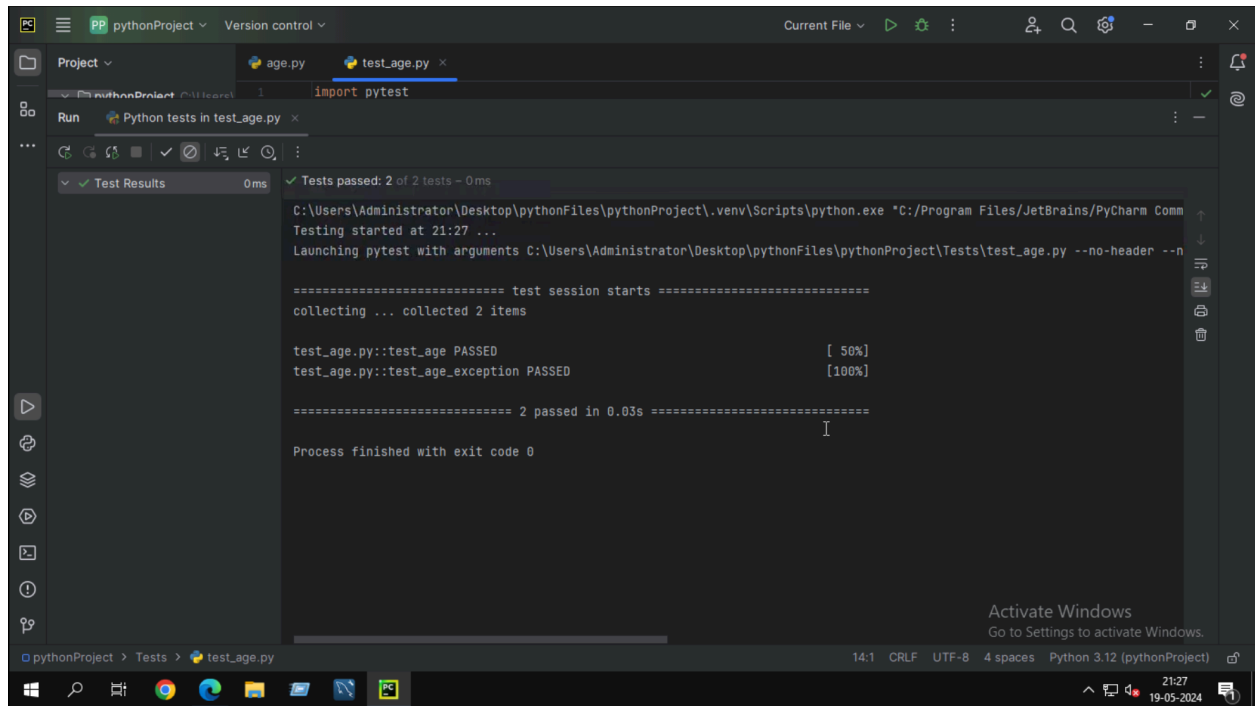 PC PP pythonProject Version control Current File
Project age.py test_age.py
pythonProject C:\Users\ 1 import pytest
Run Python tests in test_age.py
Test Results 0 ms Tests passed: 2 of 2 tests – 0 ms
C:\Users\Administrator\Desktop\pythonFiles\pythonProject\.venv\Scripts\python.exe "C:/Program Files/JetBrains/PyCharm Comm
Testing started at 21:27 ...
Launching pytest with arguments C:\Users\Administrator\Desktop\pythonFiles\pythonProject\Tests\test_age.py --no-header --n
============================= test session starts =============================
collecting ... collected 2 items
test_age.py::test_age PASSED [ 50%]
test_age.py::test_age_exception PASSED [100%]
============================== 2 passed in 0.03s ==============================
Process finished with exit code 0
Activate Windows
Go to Settings to activate Windows.
pythonProject > Tests > test_age.py 14:1 CRLF UTF-8 4 spaces Python 3.12 (pythonProject)
PC 21:27
19-05-2024 1